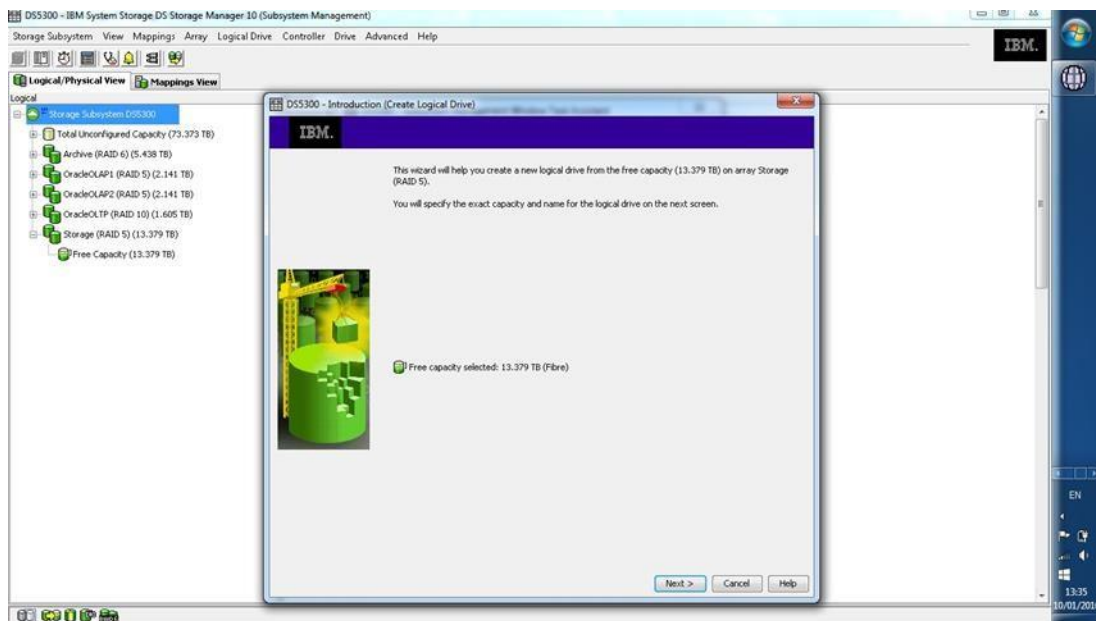 DS5300 - IBM System Storage DS Storage Manager 10 (Subsystem Management)
Storage Subsystem View Mappings Array Logical Drive Controller Drive Advanced Help
IBM.
Logical/Physical View Mappings View
Logical
Storage Subsystem DS5300
Total Unconfigured Capacity (73.373 TB)
Archive (RAID 6) (5.438 TB)
OracleOLAP1 (RAID 5) (2.141 TB)
OracleOLAP2 (RAID 5) (2.141 TB)
OracleOLTP (RAID 10) (1.605 TB)
Storage (RAID 5) (13.379 TB)
Free Capacity (13.379 TB)
DS5300 - Introduction (Create Logical Drive)
IBM.
This wizard will help you create a new logical drive from the free capacity (13.379 TB) on array Storage
(RAID 5).
You will specify the exact capacity and name for the logical drive on the next screen.
Free capacity selected: 13.379 TB (Fibre)
Next > Cancel Help
EN
13:35
10/01/201